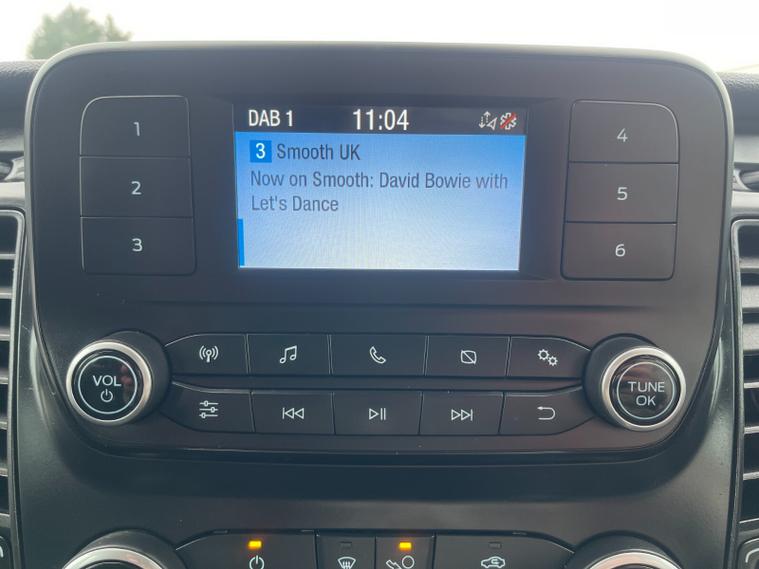 DAB 1 11:04
3 Smooth UK
Now on Smooth: David Bowie with
Let's Dance
1
2
3
4
5
6
VOL
TUNE
OK